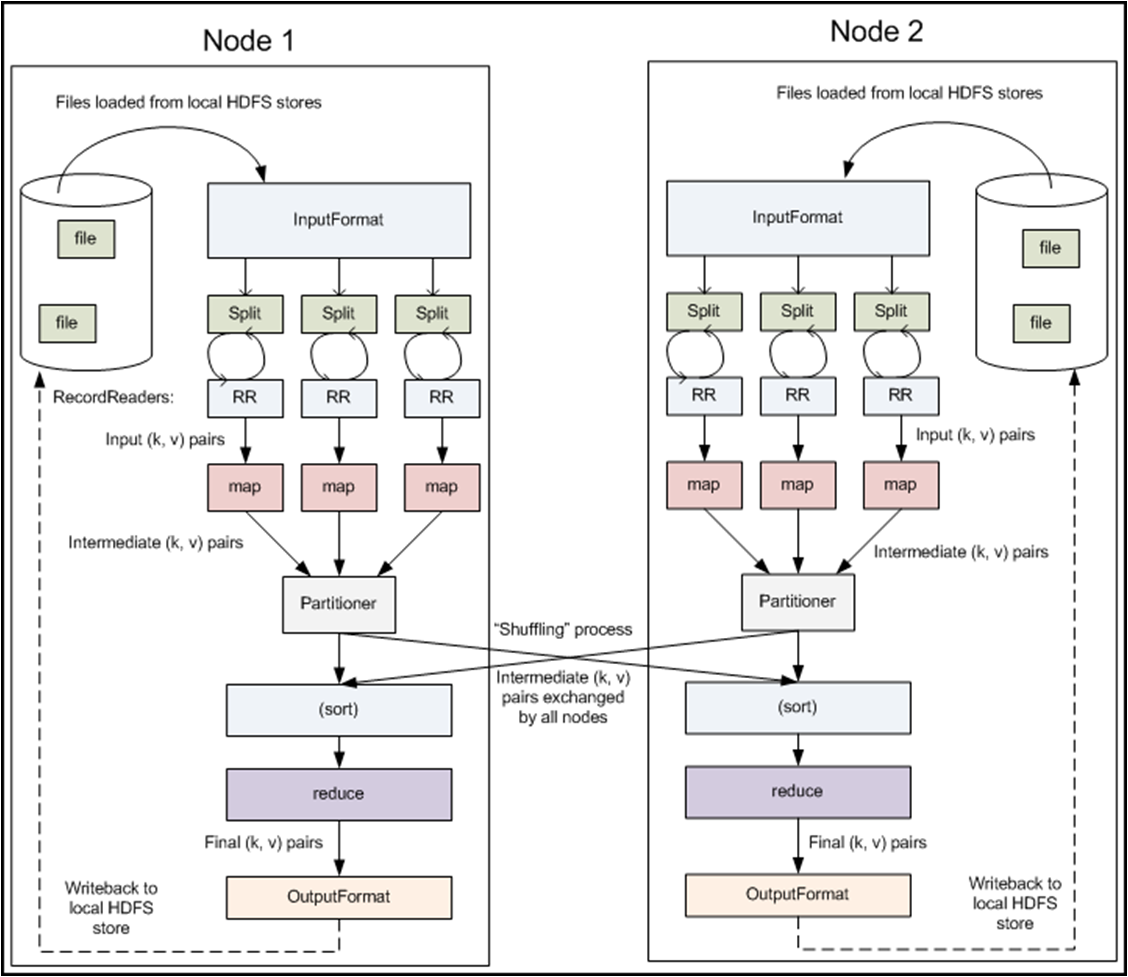 Node 1
Files loaded from local HDFS stores
InputFormat
file
file
Split
Split
Split
RecordReaders:
RR
RR
RR
Input (k, v) pairs
map
map
map
Intermediate (k, v) pairs
Partitioner
(sort)
reduce
Final (k, v) pairs
OutputFormat
Writeback to
local HDFS
store
“Shuffling” process
Intermediate (k, v)
pairs exchanged
by all nodes
Node 2
Files loaded from local HDFS stores
InputFormat
file
file
Split
Split
Split
RR
RR
RR
Input (k, v) pairs
map
map
map
Intermediate (k, v) pairs
Partitioner
(sort)
reduce
Final (k, v) pairs
OutputFormat
Writeback to
local HDFS
store